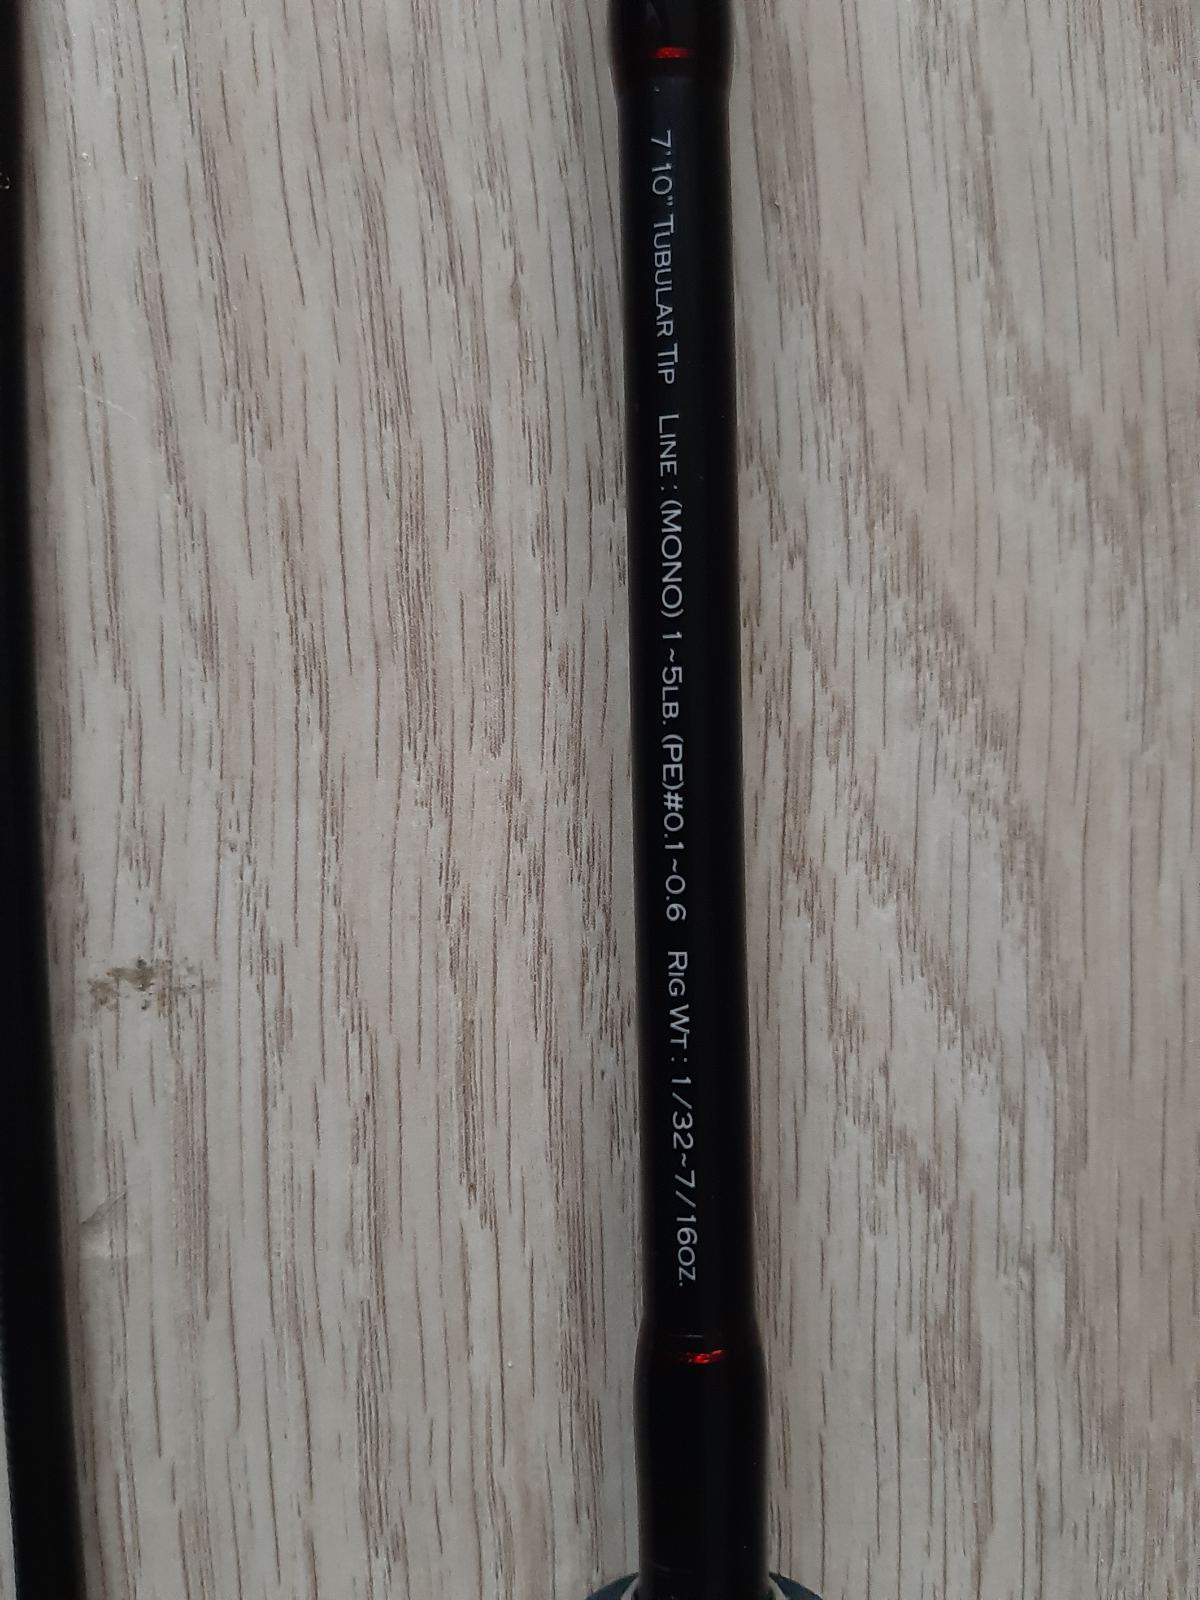 7'10" TUBULAR TIP LINE : (MONO) 1~5LB. (PE)#0.1~0.6 RIG WT : 1/32~7/16OZ.